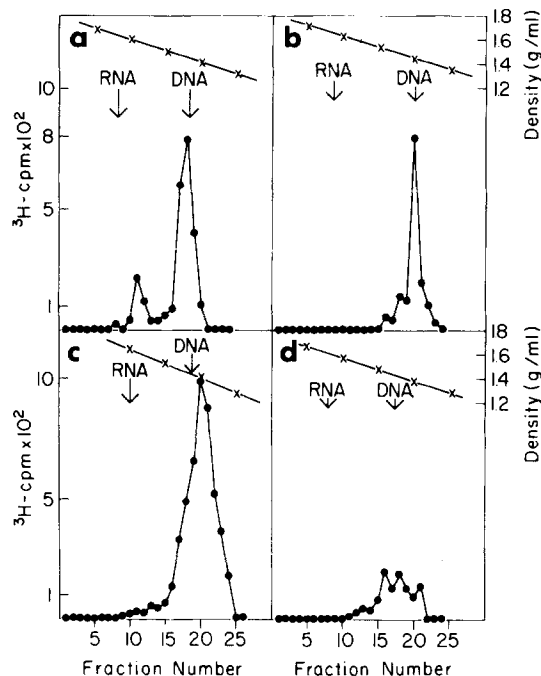 a
b
1.8
1.6
1.4
1.2
Density (g/ml)
RNA
DNA
RNA
DNA
10
8
5
1
³H-cpm×10²
c
d
18
1.6
1.4
1.2
Density (g/ml)
DNA
RNA
RNA
DNA
10
5
1
³H-cpm×10²
5 10 15 20 25
5 10 15 20 25
Fraction Number
Fraction Number